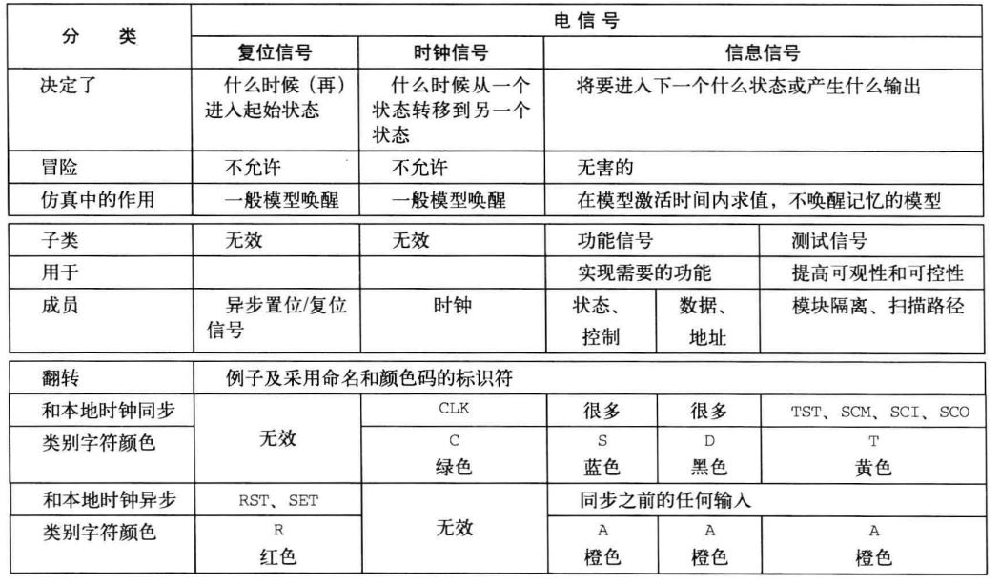 分 类
电 信 号
复位信号 时钟信号 信息信号
决定了 什么时候（再） 什么时候从一个 将要进入下一个什么状态或产生什么输出
进入起始状态 状态转移到另一个
状态
冒险 不允许 不允许 无害的
仿真中的作用 一般模型唤醒 一般模型唤醒 在模型激活时间内求值，不唤醒记忆的模型
子类 无效 无效 功能信号 测试信号
用于 实现需要的功能 提高可观性和可控性
成员 异步置位/复位 时钟 状态、 数据、 模块隔离、扫描路径
信号 控制 地址
翻转 例子及采用命名和颜色码的标识符
和本地时钟同步 无效 CLK 很多 很多 TST、SCM、SCI、SCO
类别字符颜色 C S D T
绿色 蓝色 黑色 黄色
和本地时钟异步 RST、SET 无效 同步之前的任何输入
类别字符颜色 R A A A
红色 橙色 橙色 橙色